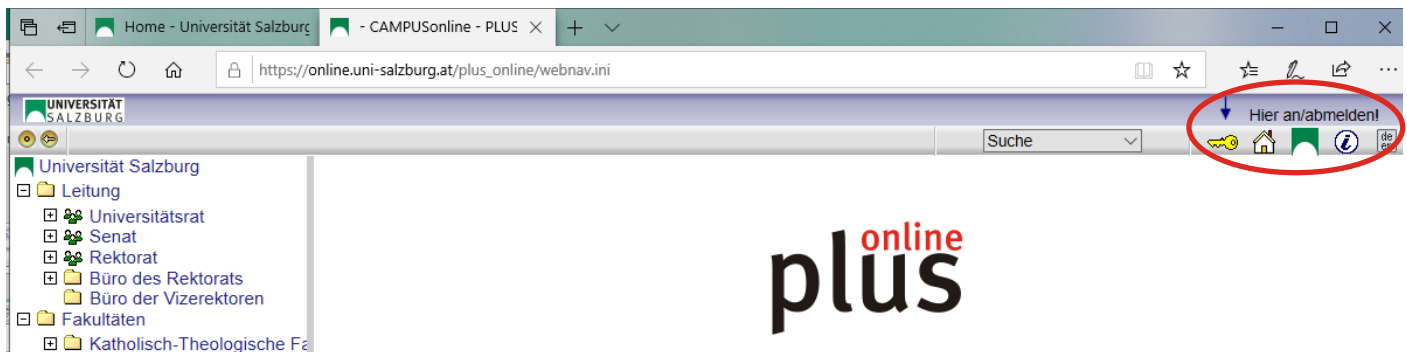 Home - Universität Salzburg
- CAMPUSonline - PLUS
https://online.uni-salzburg.at/plus_online/webnav.ini
UNIVERSITÄT
SALZBURG
Hier an/abmelden!
Suche
de
en
Universität Salzburg
Leitung
Universitätsrat
Senat
Rektorat
Büro des Rektorats
Büro der Vizerektoren
Fakultäten
Katholisch-Theologische
online
plus